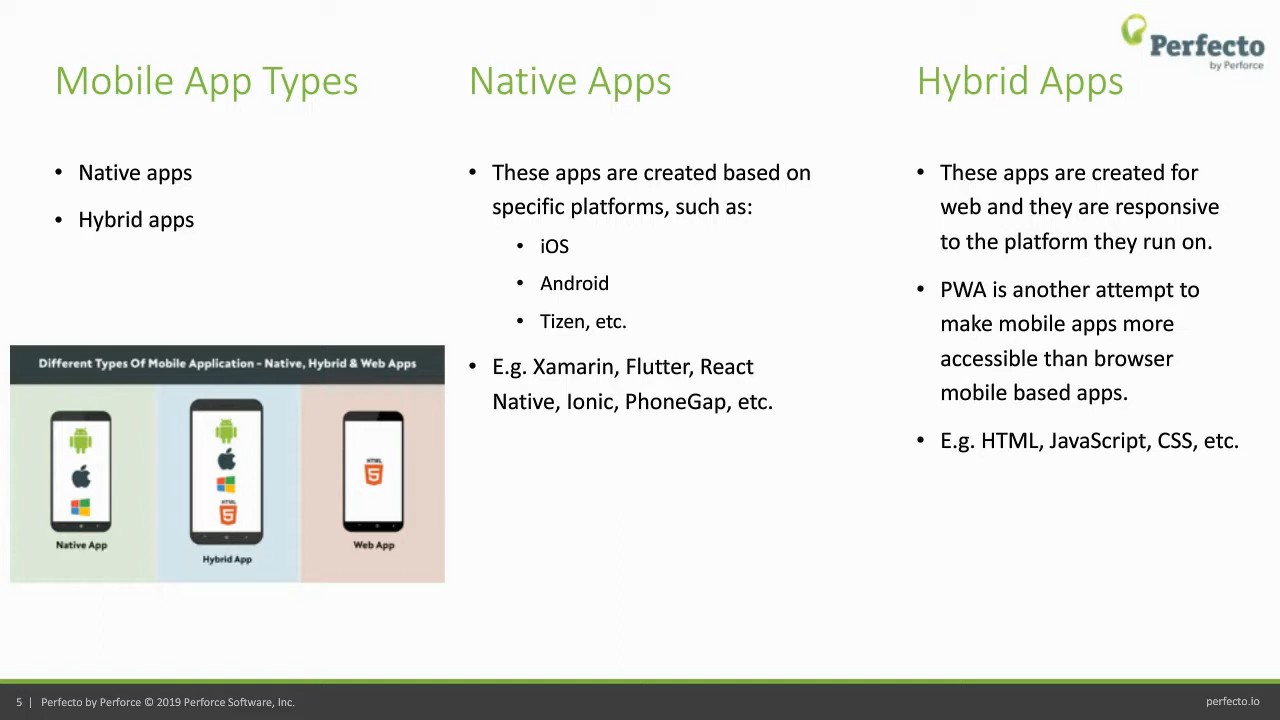 Perfecto
by Perforce
Mobile App Types
• Native apps
• Hybrid apps
Different Types Of Mobile Application – Native, Hybrid & Web Apps
HTML
5
HTML
5
Native App
Hybrid App
Web App
Native Apps
• These apps are created based on
specific platforms, such as:
• iOS
• Android
• Tizen, etc.
• E.g. Xamarin, Flutter, React
Native, Ionic, PhoneGap, etc.
Hybrid Apps
• These apps are created for
web and they are responsive
to the platform they run on.
• PWA is another attempt to
make mobile apps more
accessible than browser
mobile based apps.
• E.g. HTML, JavaScript, CSS, etc.
5 | Perfecto by Perforce © 2019 Perforce Software, Inc.
perfecto.io